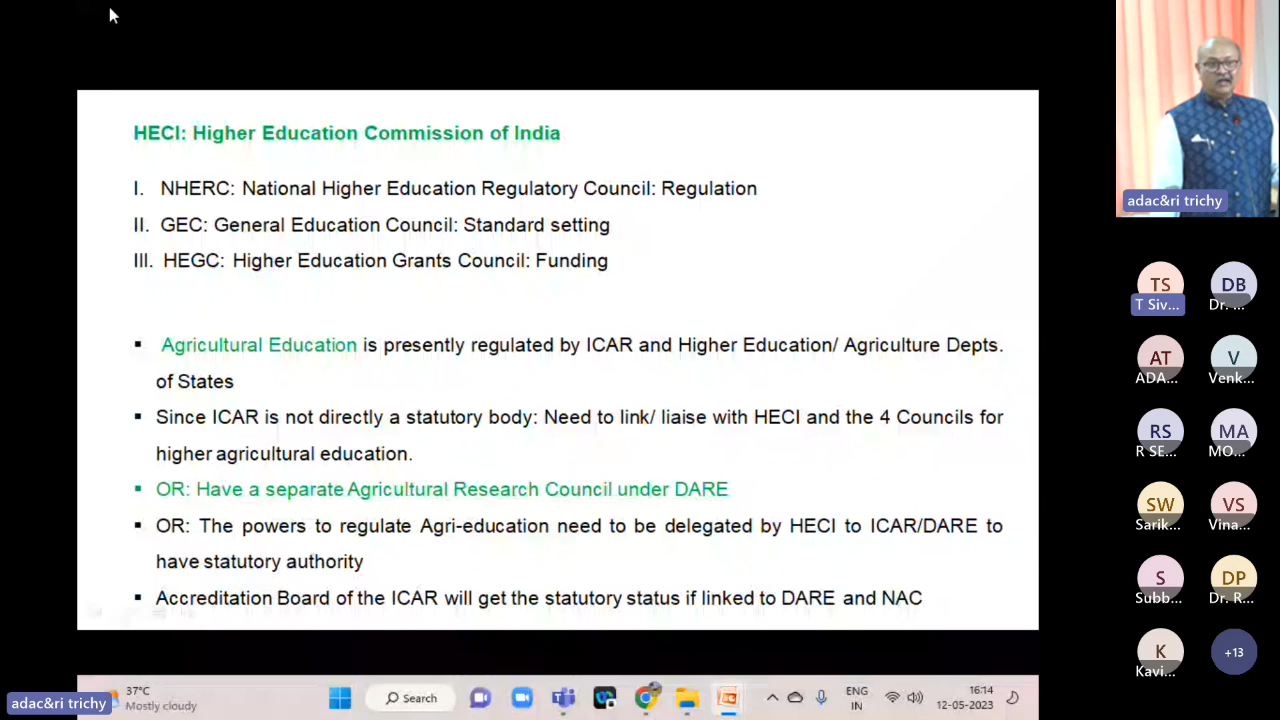 HECI: Higher Education Commission of India
I. NHERC: National Higher Education Regulatory Council: Regulation
II. GEC: General Education Council: Standard setting
III. HEGC: Higher Education Grants Council: Funding
▪ Agricultural Education is presently regulated by ICAR and Higher Education/ Agriculture Depts.
of States
▪ Since ICAR is not directly a statutory body: Need to link/ liaise with HECI and the 4 Councils for
higher agricultural education.
▪ OR: Have a separate Agricultural Research Council under DARE
▪ OR: The powers to regulate Agri-education need to be delegated by HECI to ICAR/DARE to
have statutory authority
▪ Accreditation Board of the ICAR will get the statutory status if linked to DARE and NAC
adac&ri trichy
TS DB
T Siv... Dr. ...
AT V
ADA... Venk...
RS MA
R SE... MO...
SW VS
Sarik... Vina...
S DP
Subb... Dr. R...
K +13
Kavi...
37°C
Mostly cloudy
adac&ri trichy
Search
ENG
IN
16:14
12-05-2023